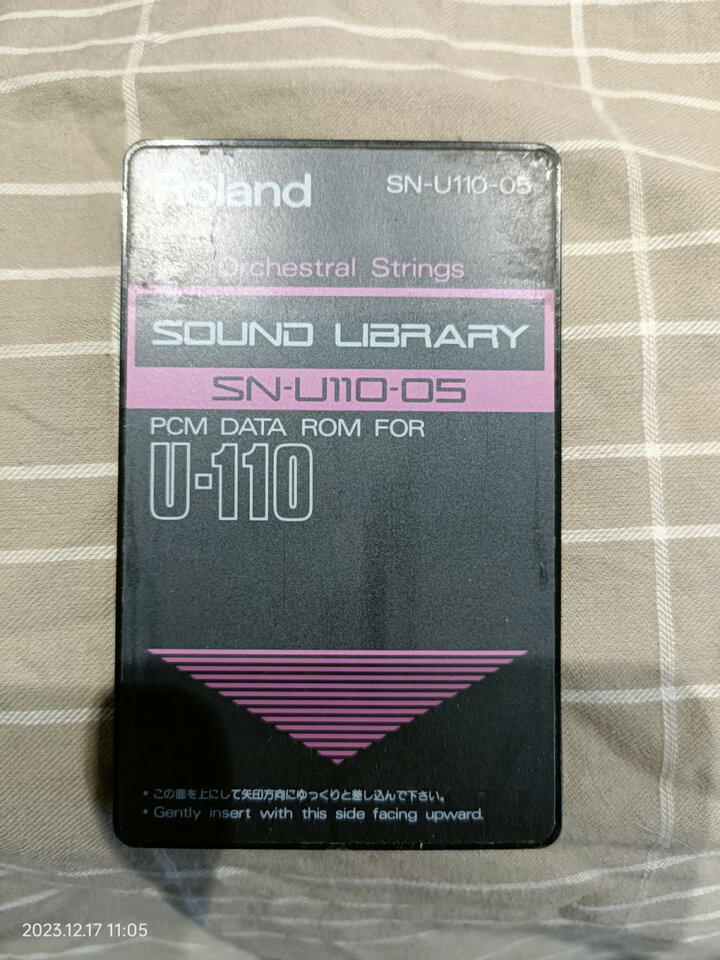 Roland SN-U110-05
Orchestral Strings
SOUND LIBRARY
SN-U110-05
PCM DATA ROM FOR
U-110
• この面を上にして矢印方向にゆっくりと差し込んで下さい。
• Gently insert with this side facing upward.
2023.12.17 11:05